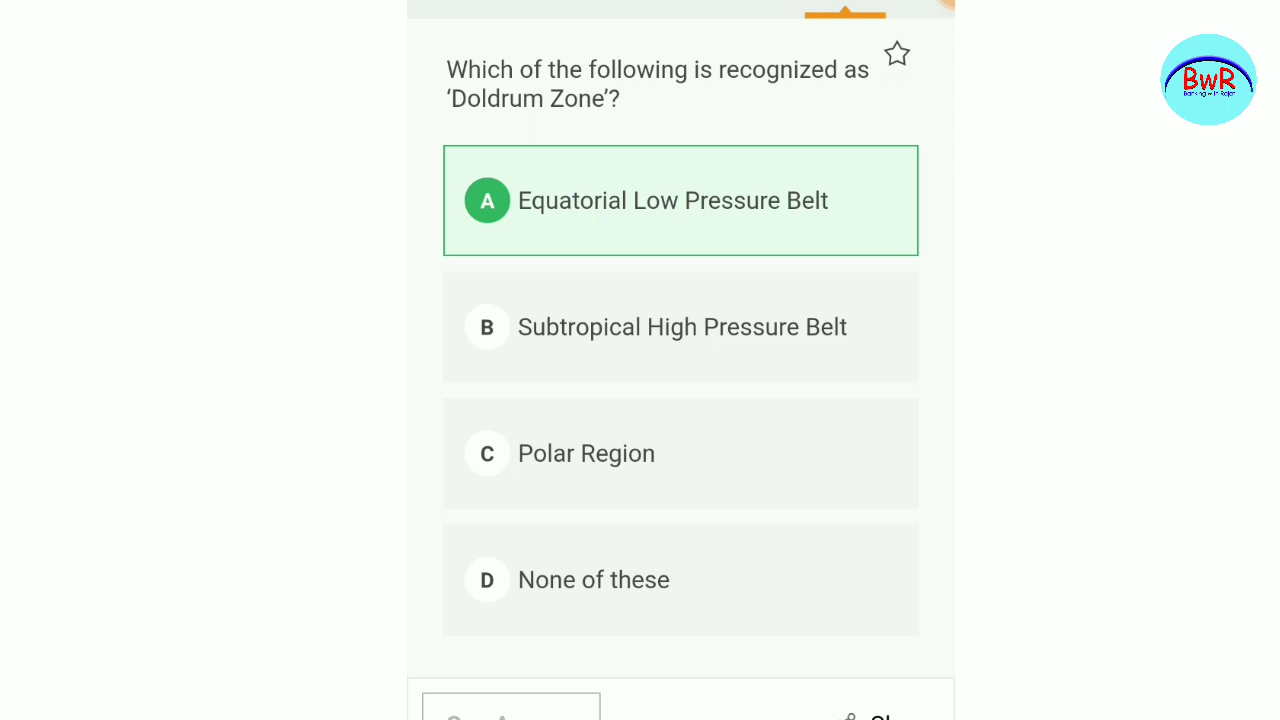 Which of the following is recognized as
‘Doldrum Zone’?
A Equatorial Low Pressure Belt
B Subtropical High Pressure Belt
C Polar Region
D None of these
BwR